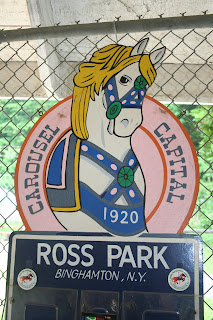 CAROUSEL CAPITAL
1920
ROSS PARK
BINGHAMTON, N.Y.